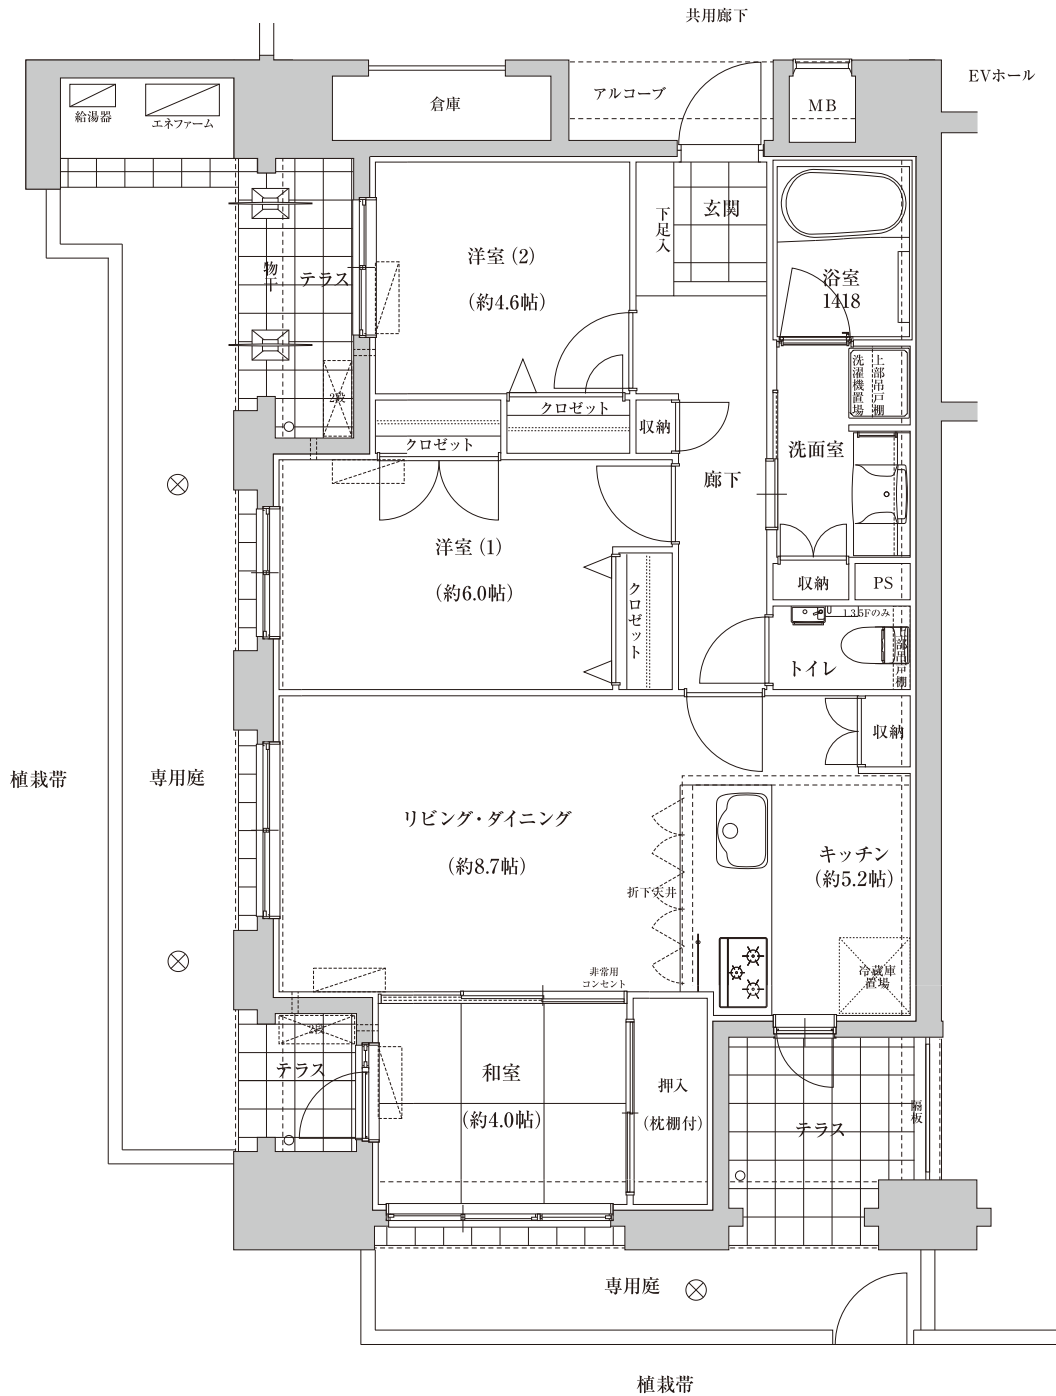 共用廊下
EVホール
アルコーブ
倉庫
MB
給湯器
エネファーム
玄関
下足入
洋室(2)
(約4.6帖)
物干
テラス
浴室
1418
上部吊戸棚
洗濯機置場
2段
クロゼット
クロゼット
収納
洗面室
廊下
洋室(1)
(約6.0帖)
クロゼット
収納
PS
1.3.5Fのみ
トイレ
上部吊戸棚
収納
植栽帯
専用庭
リビング・ダイニング
(約8.7帖)
キッチン
(約5.2帖)
折下天井
冷蔵庫
置場
非常用
コンセント
2段
テラス
和室
(約4.0帖)
押入
(枕棚付)
隔板
テラス
専用庭
植栽帯